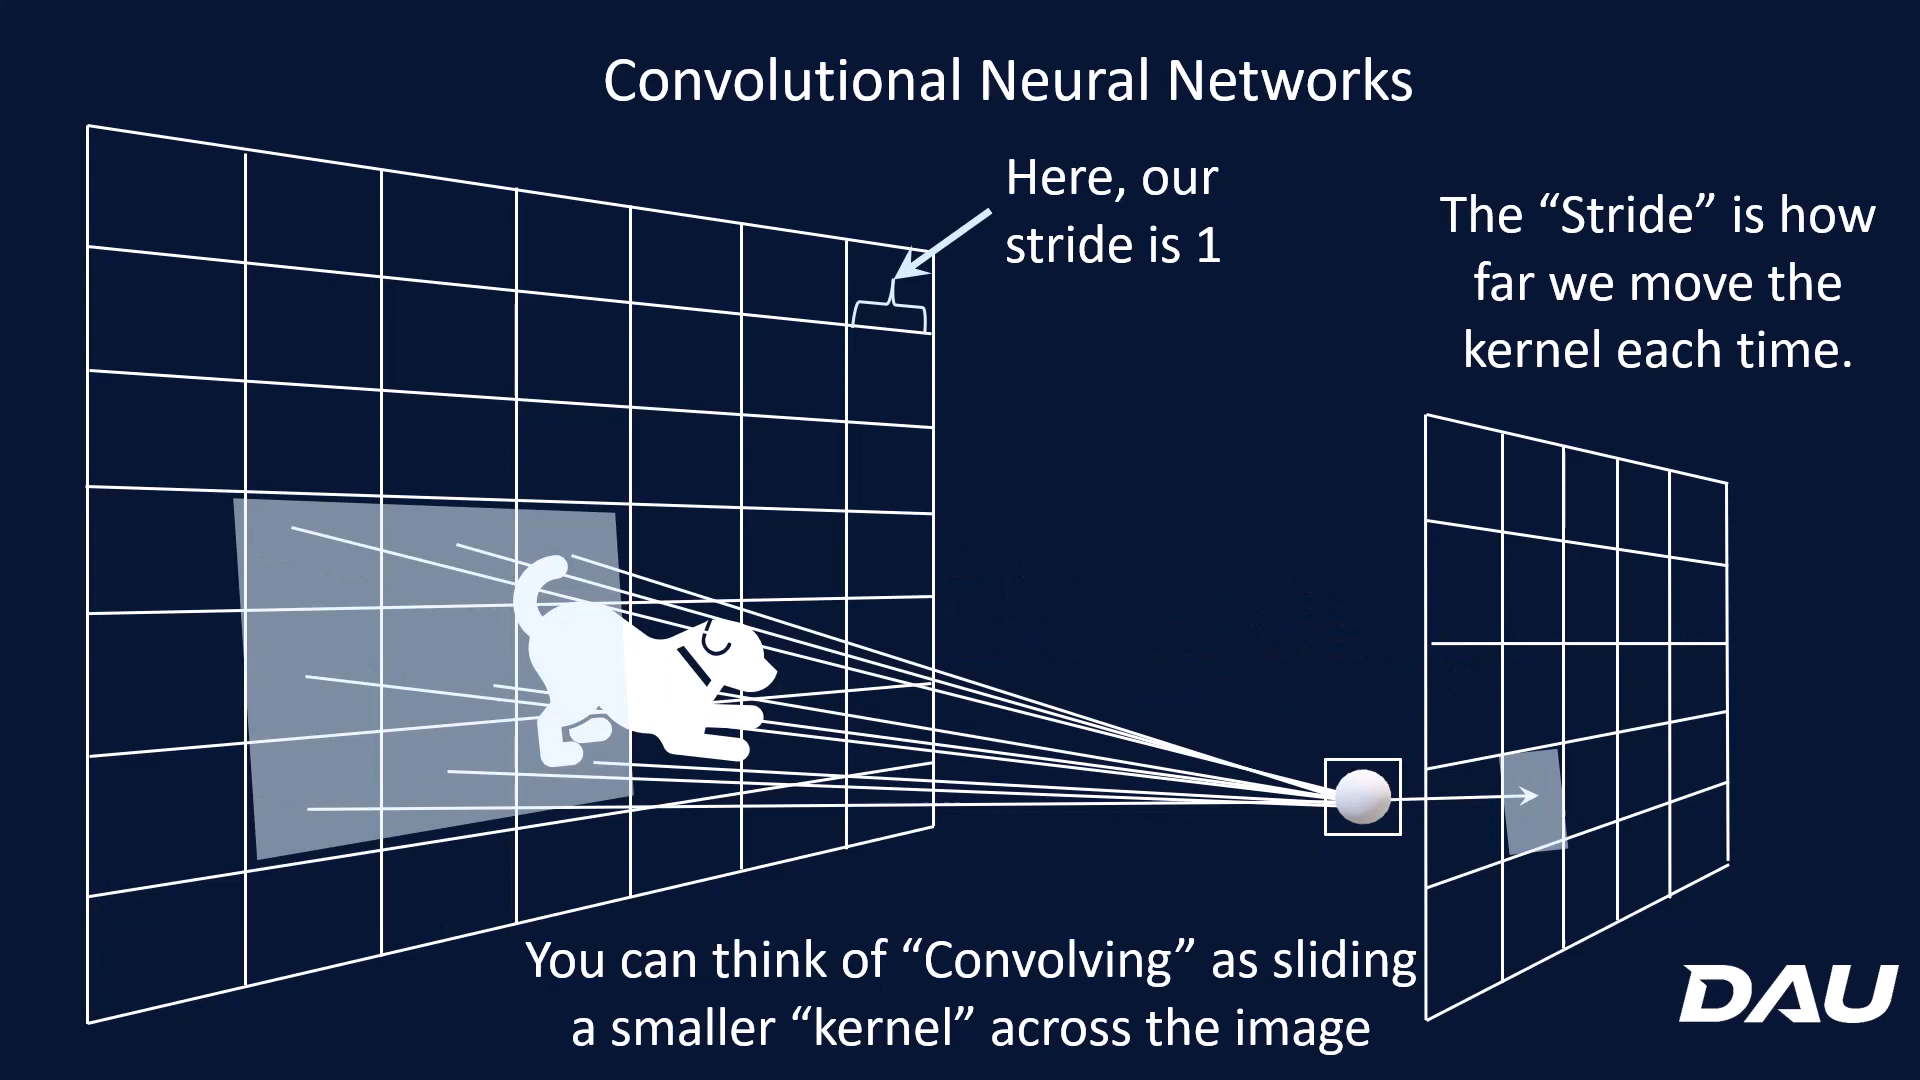 Convolutional Neural Networks
Here, our
stride is 1
The “Stride” is how
far we move the
kernel each time.
You can think of “Convolving” as sliding
a smaller “kernel” across the image
DAU